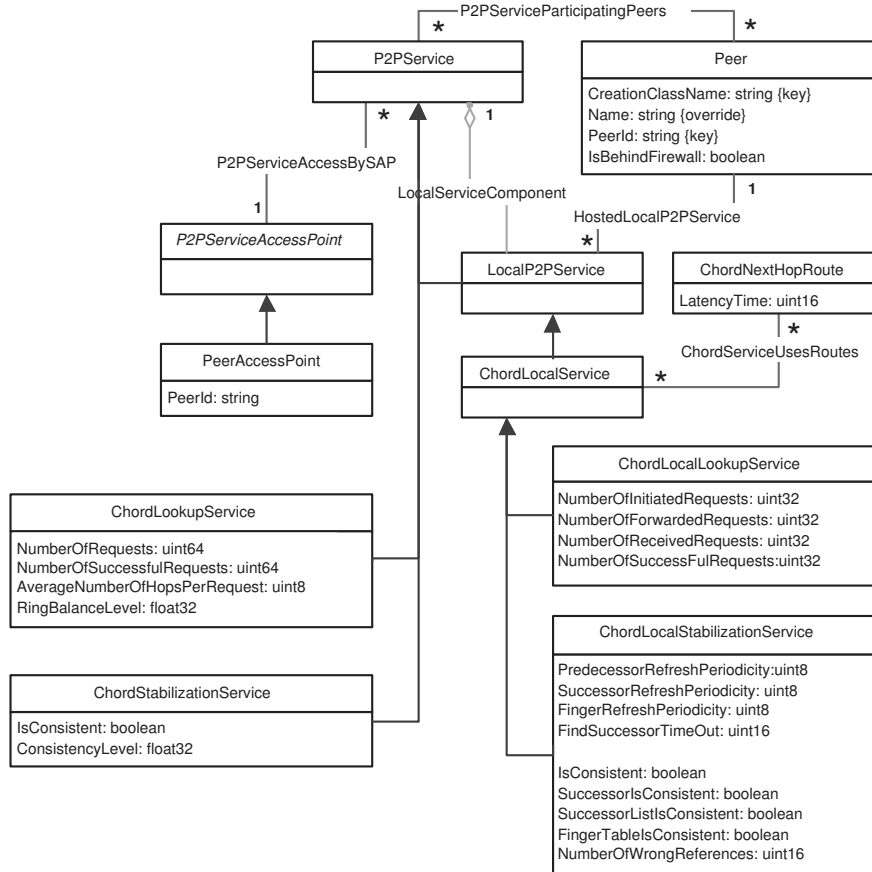 P2PServiceParticipatingPeers
*
*
P2PService
Peer
CreationClassName: string {key}
Name: string {override}
PeerId: string {key}
IsBehindFirewall: boolean
*
1
P2PServiceAccessBySAP
LocalServiceComponent
1
1
HostedLocalP2PService
*
P2PServiceAccessPoint
LocalP2PService
ChordNextHopRoute
LatencyTime: uint16
*
ChordServiceUsesRoutes
PeerAccessPoint
PeerId: string
ChordLocalService
*
ChordLocalLookupService
NumberOfInitiatedRequests: uint32
NumberOfForwardedRequests: uint32
NumberOfReceivedRequests: uint32
NumberOfSuccessFulRequests:uint32
ChordLookupService
NumberOfRequests: uint64
NumberOfSuccessfulRequests: uint64
AverageNumberOfHopsPerRequest: uint8
RingBalanceLevel: float32
ChordLocalStabilizationService
PredecessorRefreshPeriodicity:uint8
SuccessorRefreshPeriodicity: uint8
FingerRefreshPeriodicity: uint8
FindSuccessorTimeOut: uint16
IsConsistent: boolean
SuccessorIsConsistent: boolean
SuccessorListIsConsistent: boolean
FingerTableIsConsistent: boolean
NumberOfWrongReferences: uint16
ChordStabilizationService
IsConsistent: boolean
ConsistencyLevel: float32